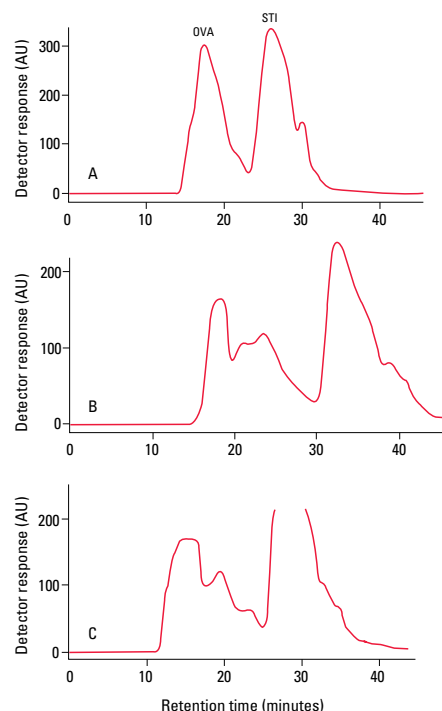 OVA
STI
Detector response (AU)
300
200
100
0
A
0 10 20 30 40
Detector response (AU)
200
100
0
B
0 10 20 30 40
Detector response (AU)
200
100
0
C
0 10 20 30 40
Retention time (minutes)